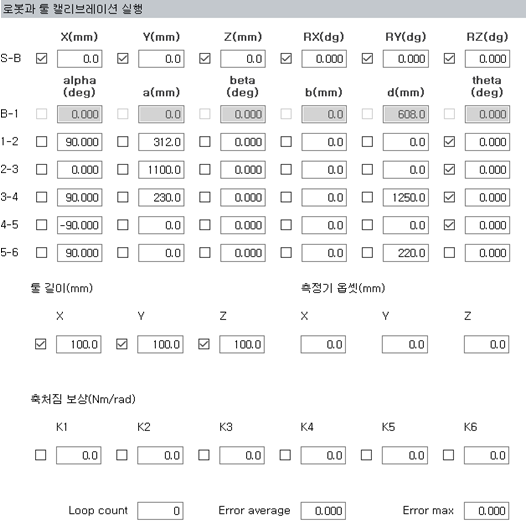 로봇과 툴 캘리브레이션 실행
X(mm) Y(mm) Z(mm) RX(dg) RY(dg) RZ(dg)
S-B 0.0 0.0 0.0 0.000 0.000 0.000
alpha (deg) a(mm) beta (deg) b(mm) d(mm) theta (deg)
B-1 0.000 0.0 0.000 0.0 608.0 0.000
1-2 90.000 312.0 0.000 0.0 0.0 0.000
2-3 0.000 1100.0 0.000 0.0 0.0 0.000
3-4 90.000 230.0 0.000 0.0 1250.0 0.000
4-5 -90.000 0.0 0.000 0.0 0.0 0.000
5-6 90.000 0.0 0.000 0.0 220.0 0.000
툴 길이(mm) 측정기 옵셋(mm)
X Y Z X Y Z
100.0 100.0 100.0 0.0 0.0 0.0
축처짐 보상(Nm/rad)
K1 K2 K3 K4 K5 K6
0.0 0.0 0.0 0.0 0.0 0.0
Loop count 0 Error average 0.000 Error max 0.000